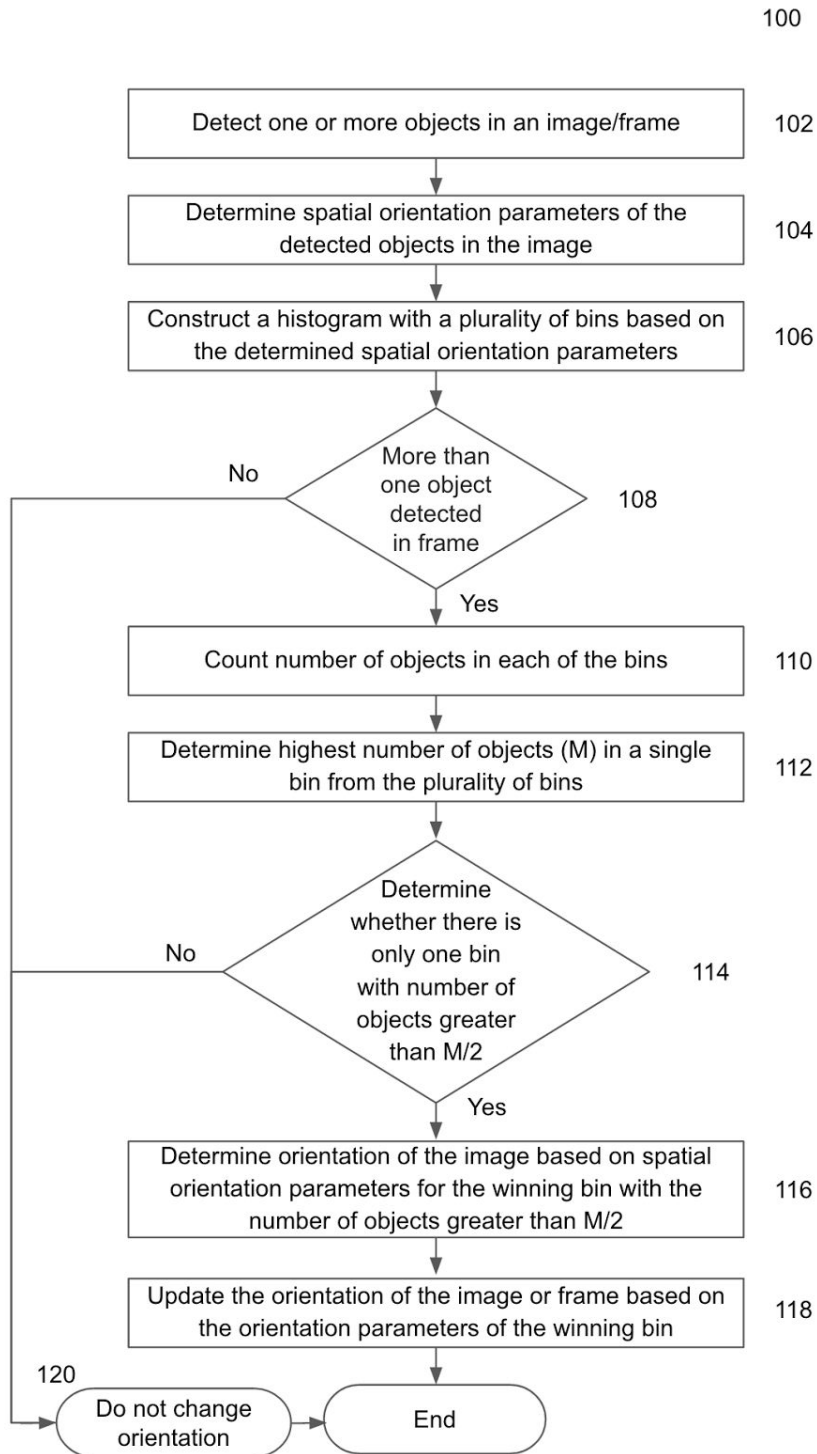 100
Detect one or more objects in an image/frame
102
Determine spatial orientation parameters of the
detected objects in the image
104
Construct a histogram with a plurality of bins based on
the determined spatial orientation parameters
106
More than
one object
detected
in frame
108
No
Yes
Count number of objects in each of the bins
110
Determine highest number of objects (M) in a single
bin from the plurality of bins
112
Determine
whether there is
only one bin
with number of
objects greater
than M/2
114
No
Yes
Determine orientation of the image based on spatial
orientation parameters for the winning bin with the
number of objects greater than M/2
116
Update the orientation of the image or frame based on
the orientation parameters of the winning bin
118
120
Do not change
orientation
End